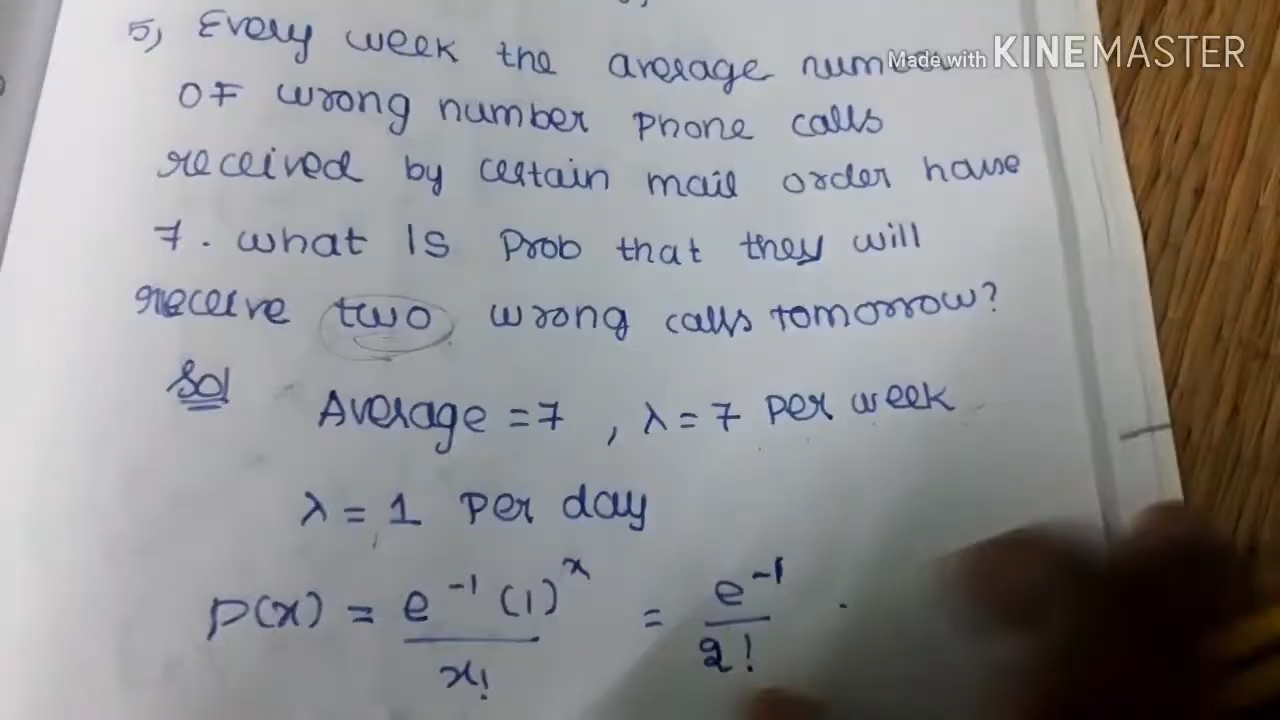 5, Every week the average
Made with KINEMASTER
OF wrong number phone calls
received by certain mail order house
7. what Is Prob that they will
receive two wrong calls tomorrow?
Sol
Average = 7 , λ = 7 per week
λ = 1 per day
P(x) = e^-1 (1)^x / x! = e^-1 / 2! .